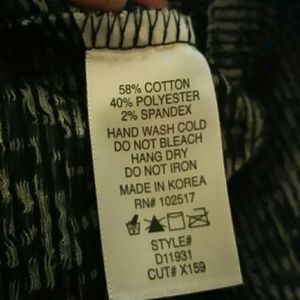 58% COTTON
40% POLYESTER
2% SPANDEX
HAND WASH COLD
DO NOT BLEACH
HANG DRY
DO NOT IRON
MADE IN KOREA
RN# 102517
STYLE#
D11931
CUT# X159